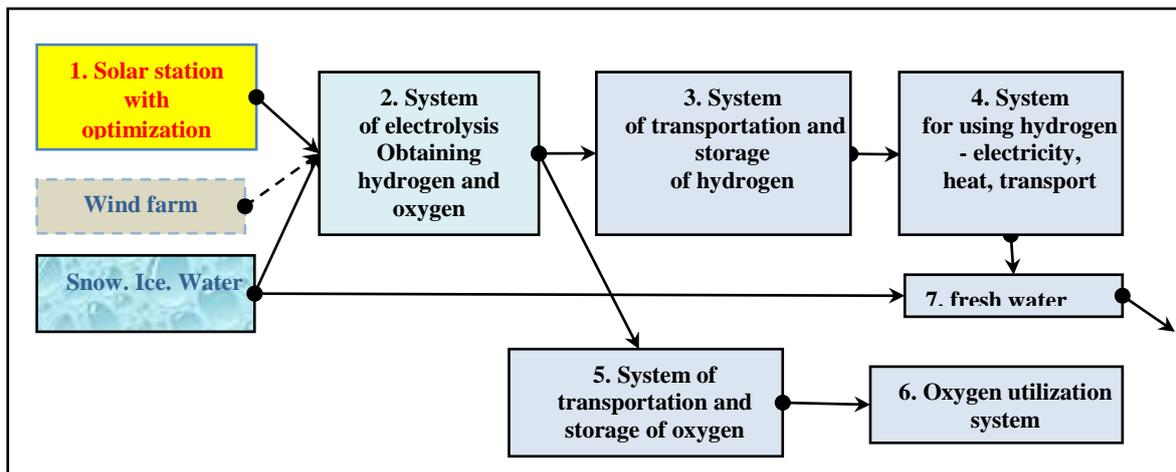 1. Solar station
with
optimization
Wind farm
Snow. Ice. Water
2. System
of electrolysis
Obtaining
hydrogen and
oxygen
3. System
of transportation and
storage
of hydrogen
4. System
for using hydrogen
- electricity,
heat, transport
7. fresh water
5. System of
transportation and
storage of oxygen
6. Oxygen utilization
system